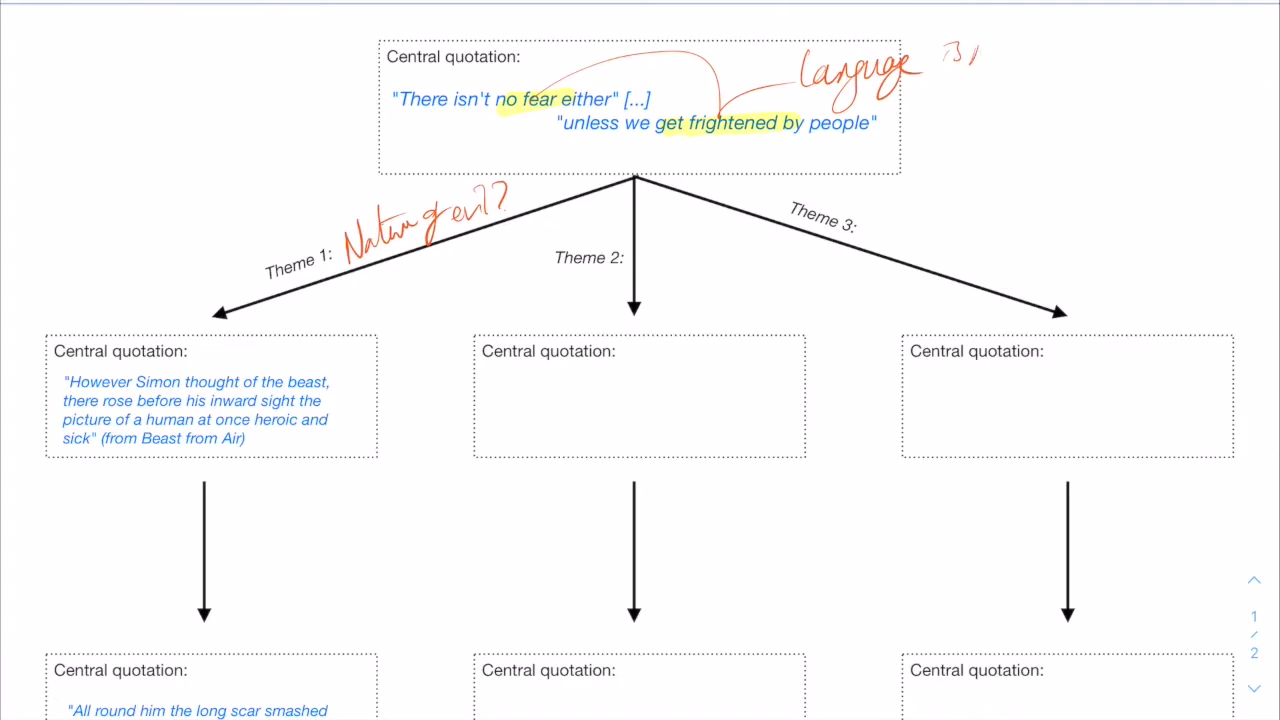 Central quotation:
"There isn't no fear either" [...]
"unless we get frightened by people"
Language
Theme 1:
Nature of evil?
Theme 2:
Theme 3:
Central quotation:
"However Simon thought of the beast,
there rose before his inward sight the
picture of a human at once heroic and
sick" (from Beast from Air)
Central quotation:
Central quotation:
Central quotation:
"All round him the long scar smashed
Central quotation:
Central quotation:
1
/
2